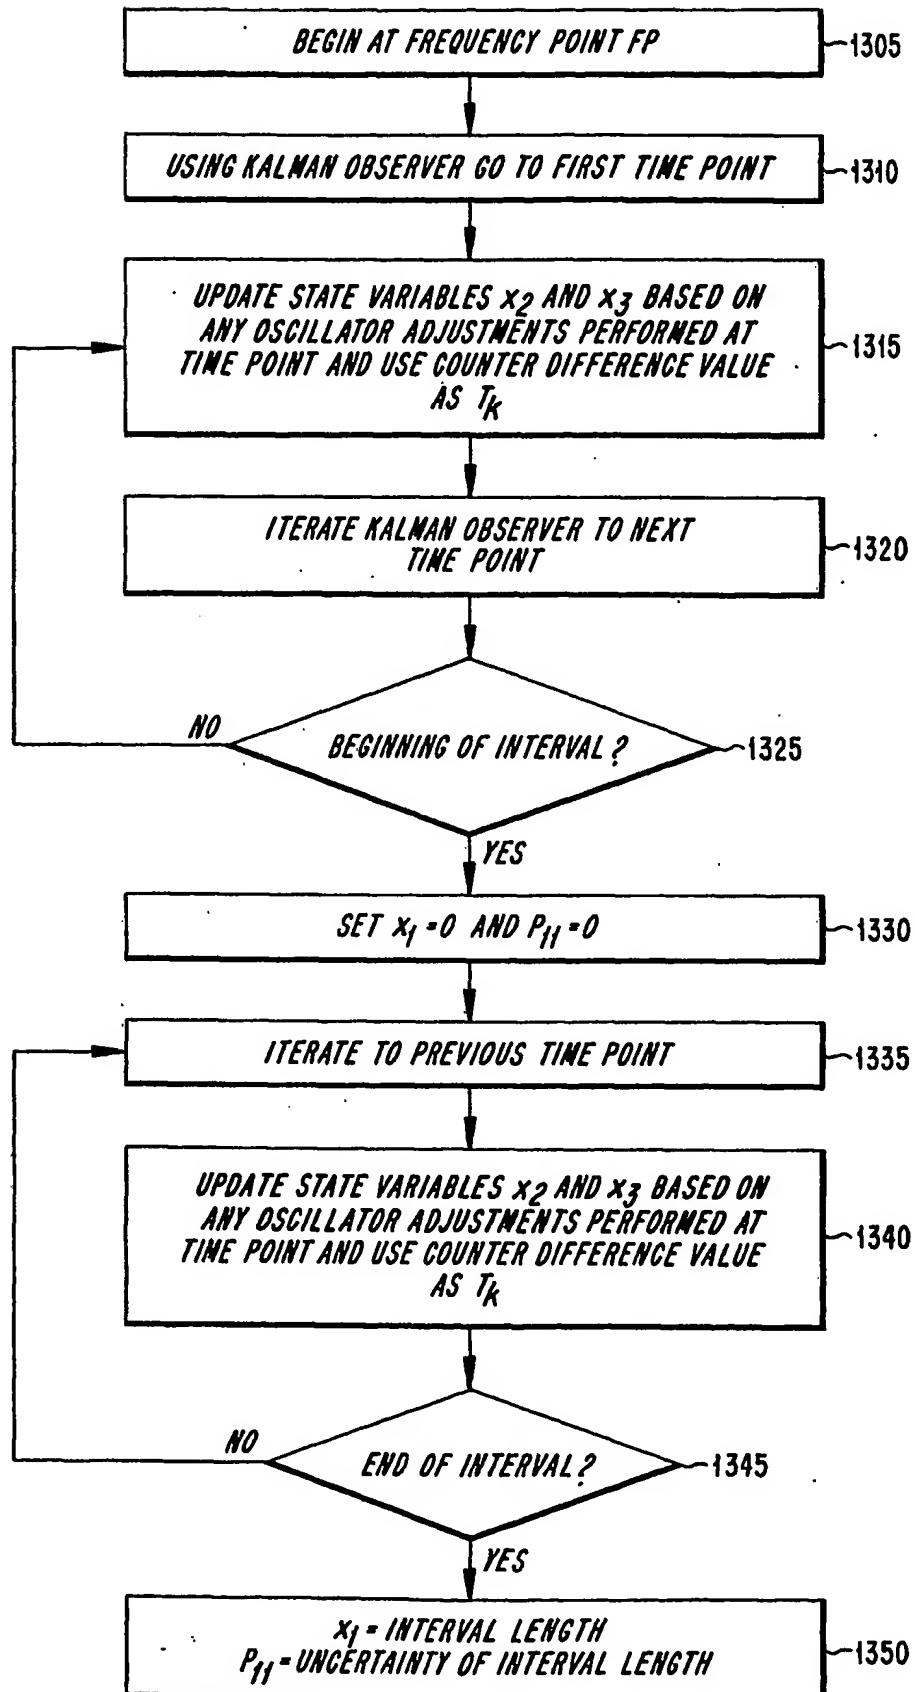 BEGIN AT FREQUENCY POINT FP
1305
USING KALMAN OBSERVER GO TO FIRST TIME POINT
1310
UPDATE STATE VARIABLES x2 AND x3 BASED ON
ANY OSCILLATOR ADJUSTMENTS PERFORMED AT
TIME POINT AND USE COUNTER DIFFERENCE VALUE
AS Tk
1315
ITERATE KALMAN OBSERVER TO NEXT
TIME POINT
1320
NO
BEGINNING OF INTERVAL?
1325
YES
SET x1=0 AND P11=0
1330
ITERATE TO PREVIOUS TIME POINT
1335
UPDATE STATE VARIABLES x2 AND x3 BASED ON
ANY OSCILLATOR ADJUSTMENTS PERFORMED AT
TIME POINT AND USE COUNTER DIFFERENCE VALUE
AS Tk
1340
NO
END OF INTERVAL?
1345
YES
x1=INTERVAL LENGTH
P11=UNCERTAINTY OF INTERVAL LENGTH
1350